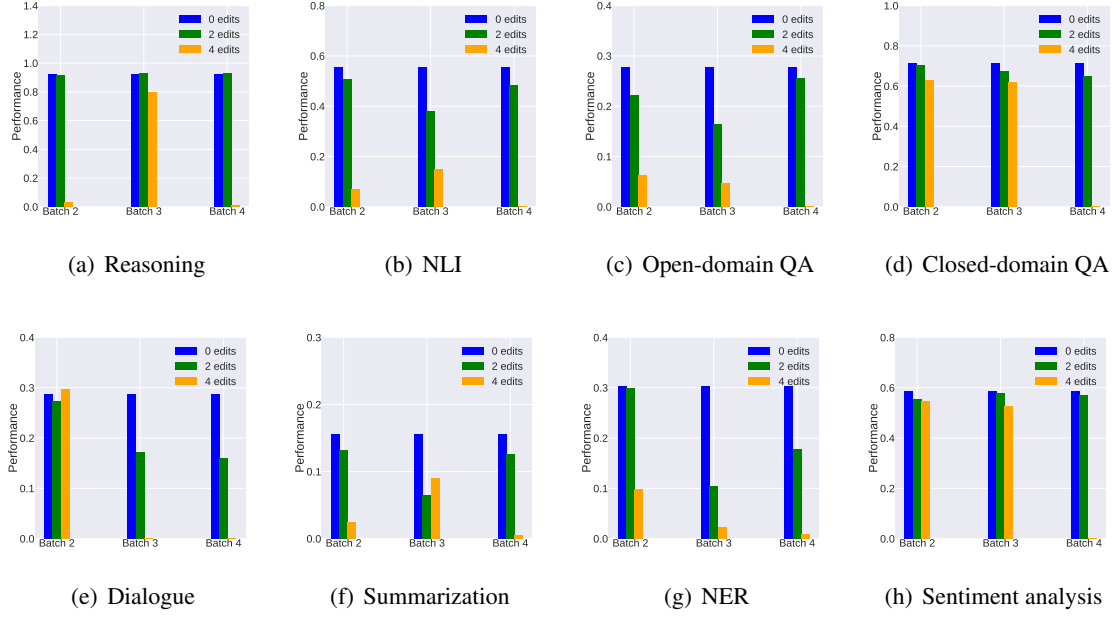 1.4
1.2
1.0
0.8
0.6
0.4
0.2
0.0
Performance
0 edits
2 edits
4 edits
Batch 2
Batch 3
Batch 4
(a) Reasoning
0.8
0.6
0.4
0.2
0.0
Performance
0 edits
2 edits
4 edits
Batch 2
Batch 3
Batch 4
(b) NLI
0.4
0.3
0.2
0.1
0.0
Performance
0 edits
2 edits
4 edits
Batch 2
Batch 3
Batch 4
(c) Open-domain QA
1.0
0.8
0.6
0.4
0.2
0.0
Performance
0 edits
2 edits
4 edits
Batch 2
Batch 3
Batch 4
(d) Closed-domain QA
0.4
0.3
0.2
0.1
0.0
Performance
0 edits
2 edits
4 edits
Batch 2
Batch 3
Batch 4
(e) Dialogue
0.3
0.2
0.1
0.0
Performance
0 edits
2 edits
4 edits
Batch 2
Batch 3
Batch 4
(f) Summarization
0.4
0.3
0.2
0.1
0.0
Performance
0 edits
2 edits
4 edits
Batch 2
Batch 3
Batch 4
(g) NER
0.8
0.6
0.4
0.2
0.0
Performance
0 edits
2 edits
4 edits
Batch 2
Batch 3
Batch 4
(h) Sentiment analysis